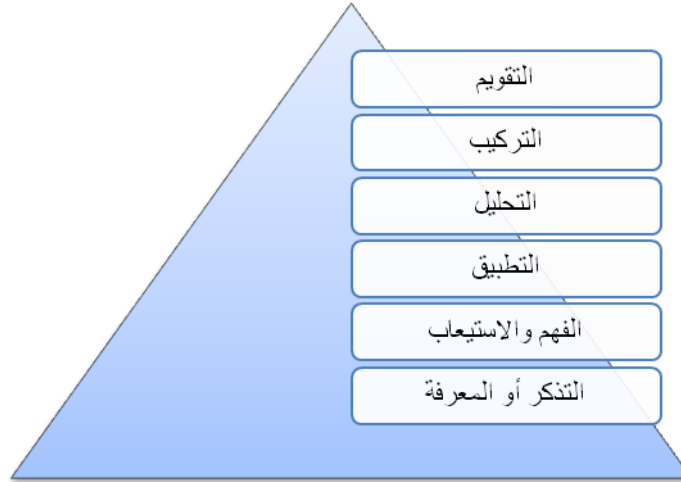 التقويم
التركيب
التحليل
التطبيق
الفهم والاستيعاب
التذكر أو المعرفة